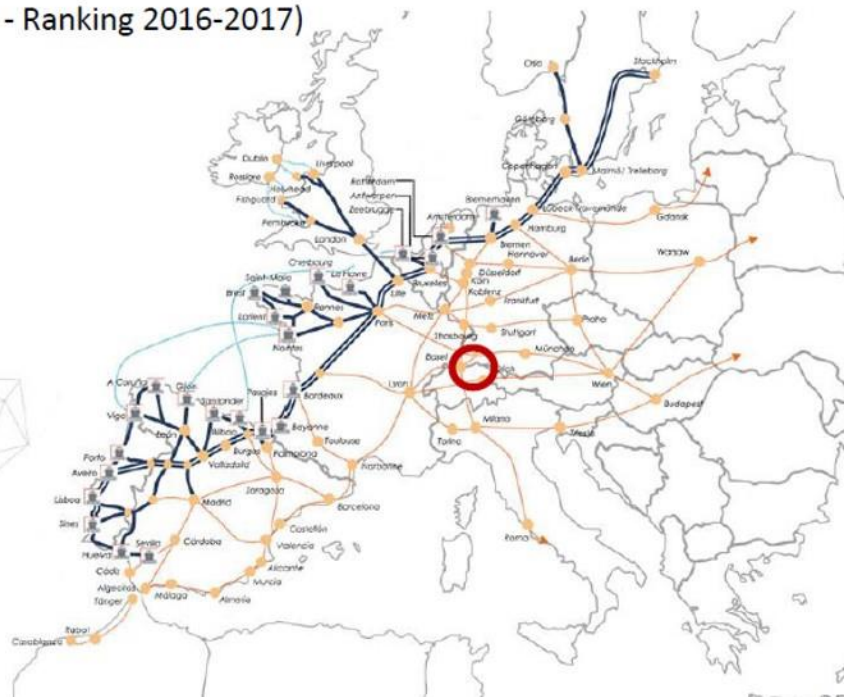 - Ranking 2016-2017)
Oslo
Stockholm
Göteborg
Copenhagen
Malmö/ Trelleborg
Dublin
Liverpool
Rosslare
Holyhead
Fishguard
Pembroke
London
Rotterdam
Antwerpen
Zeebrugge
Amsterdam
Bremerhaven
Lübeck Travemünde
Gdansk
Hamburg
Bremen
Hannover
Berlin
Warsaw
Cherbourg
Le Havre
Saint-Malo
Brest
Lorient
Rennes
Nantes
Lille
Bruxelles
Düsseldorf
Köln
Koblenz
Frankfurt
Paris
Metz
Strasbourg
Stuttgart
Praha
Basel
München
Wien
Budapest
Lyon
Milano
Torino
Trieste
Roma
Bordeaux
Bayonne
Toulouse
Narbonne
A Coruña
Gijón
Santander
Pasajes
Vigo
León
Bilbao
Burgos
Pamplona
Porto
Aveiro
Valladolid
Zaragoza
Barcelona
Lisboa
Madrid
Sines
Castellón
Valencia
Huelva
Sevilla
Córdoba
Alicante
Murcia
Cádiz
Algeciras
Málaga
Almería
Tánger
Rabat
Casablanca